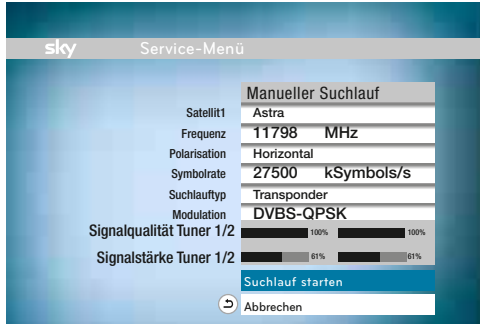 sky Service-Menü
Manueller Suchlauf
Satellit1 Astra
Frequenz 11798 MHz
Polarisation Horizontal
Symbolrate 27500 kSymbols/s
Suchlauftyp Transponder
Modulation DVBS-QPSK
Signalqualität Tuner 1/2 100% 100%
Signalstärke Tuner 1/2 61% 61%
Suchlauf starten
Abbrechen